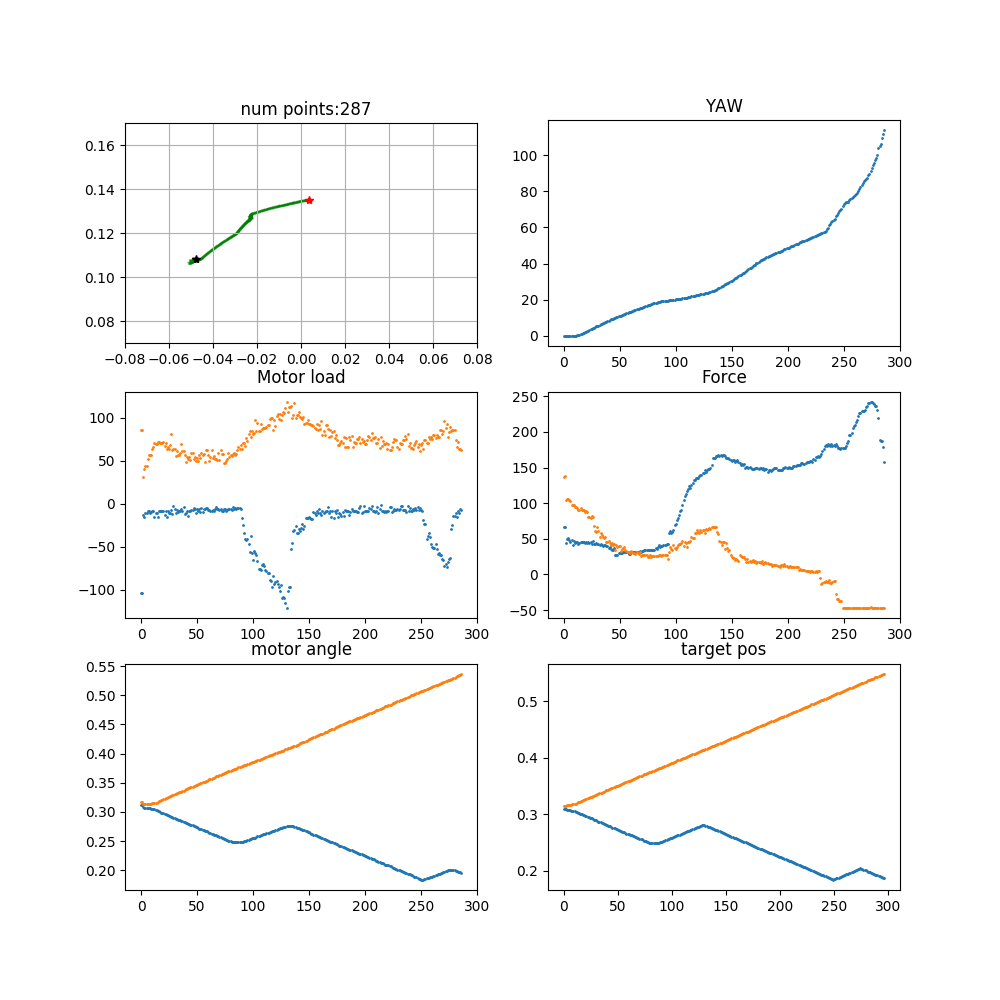 num points:287
YAW
0.16
0.14
0.12
0.10
0.08
−0.08 −0.06 −0.04 −0.02 0.00 0.02 0.04 0.06 0.08
100
80
60
40
20
0
0 50 100 150 200 250 300
Motor load
Force
100
50
0
−50
−100
0 50 100 150 200 250 300
250
200
150
100
50
0
−50
0 50 100 150 200 250 300
motor angle
target pos
0.55
0.50
0.45
0.40
0.35
0.30
0.25
0.20
0 50 100 150 200 250 300
0.5
0.4
0.3
0.2
0 50 100 150 200 250 300